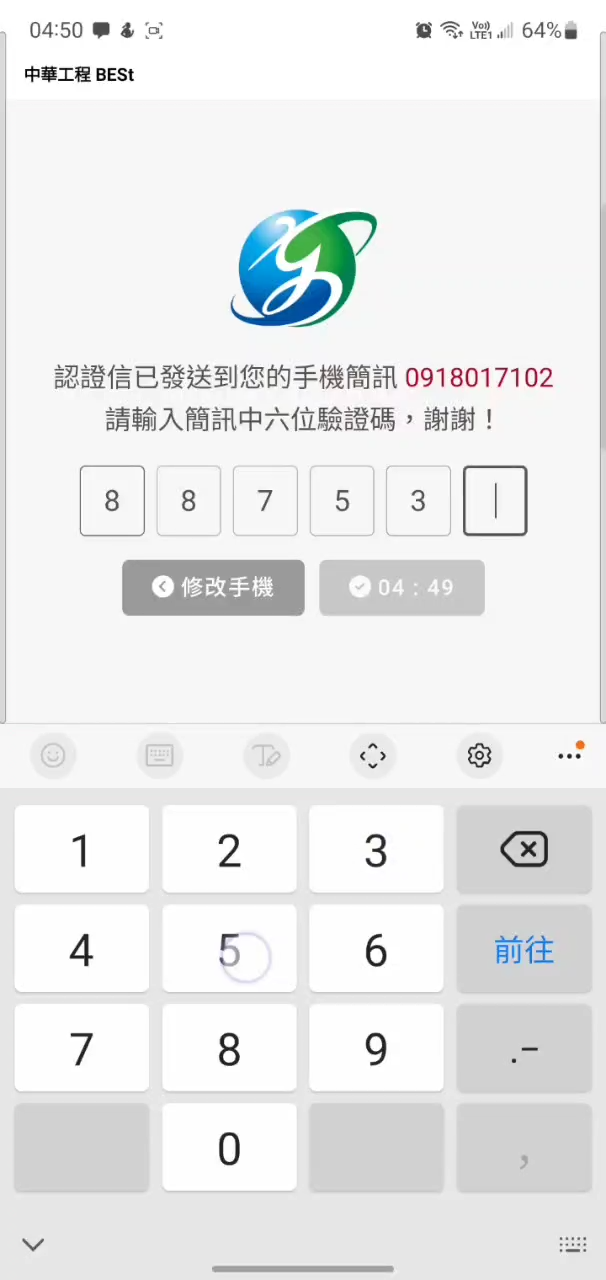 04:50 Vo)) LTE1 64%
中華工程 BESt
認證信已發送到您的手機簡訊 0918017102
請輸入簡訊中六位驗證碼，謝謝！
8 8 7 5 3
修改手機 04 : 49
1 2 3
4 5 6 前往
7 8 9 .-
0 ,